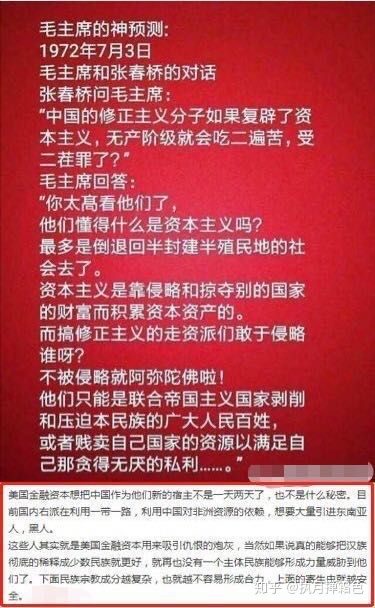 毛主席的神预测:
1972年7月3日
毛主席和张春桥的对话
张春桥问毛主席：
“中国的修正主义分子如果复辟了资
本主义，无产阶级就会吃二遍苦，受
二茬罪了?”
毛主席回答：
“你太髙看他们了，
他们懂得什么是资本主义吗?
最多是倒退回半封建半殖民地的社
会去了。
资本主义是靠侵略和掠夺别的国家
的财富而积累资本资产的。
而搞修正主义的走资派们敢于侵略
谁呀?
不被侵略就阿弥陀佛啦！
他们只能是联合帝国主义国家剥削
和压迫本民族的广大人民百姓，
或者贱卖自己国家的资源以满足自
己那贪得无厌的私利……。”
美国金融资本想把中国作为他们新的宿主不是一天两天了，也不是什么秘密。目
前国内右派在利用一带一路，利用中国对非洲资源的依赖，想要大量引进东南亚
人，黑人。
这些人其实就是美国金融资本用来吸引仇恨的炮灰，当然如果说真的能够把汉族
彻底的稀释成少数民族就更好，就再也没有一个主体民族能够形成力量威胁到他
们了。下面民族宗教成分越复杂，也就越不容易形成合力，上面的寄生虫就越安
全。
知乎 @执月撑箱色